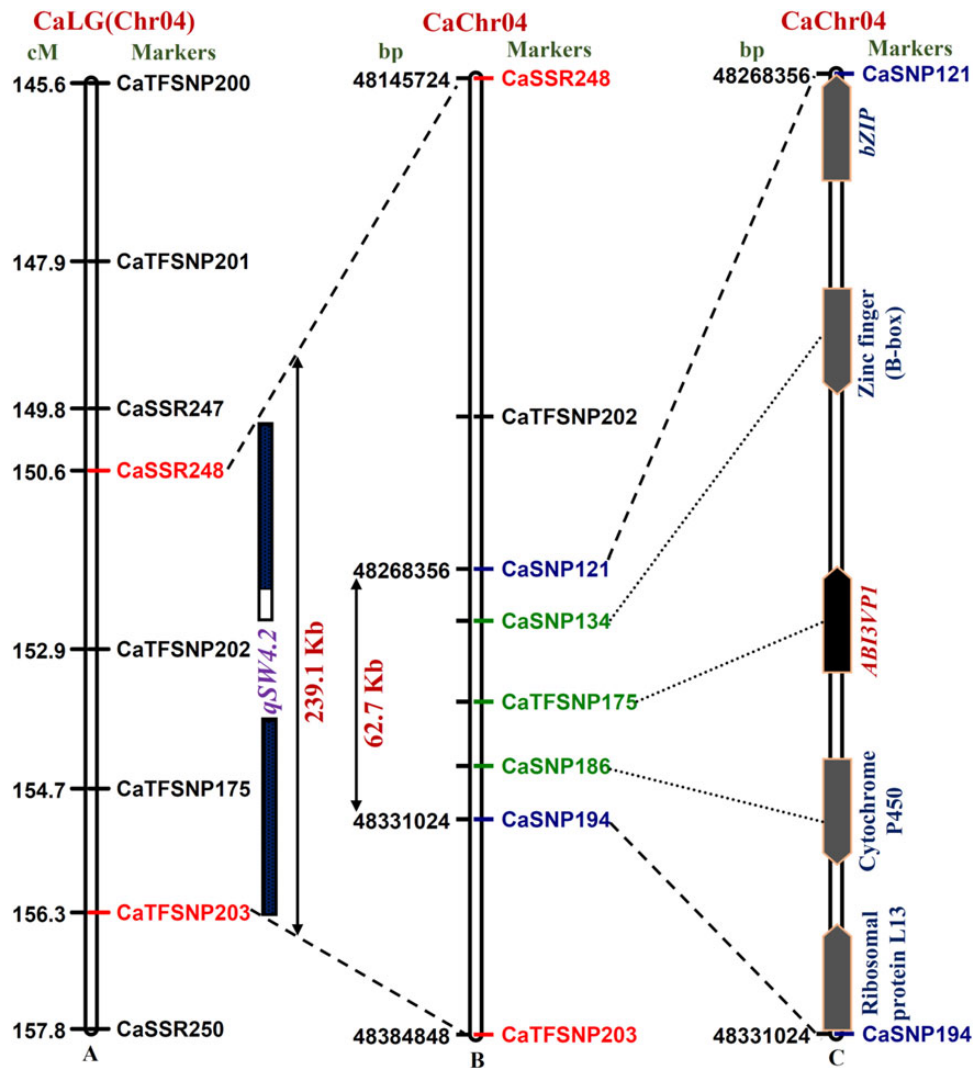 CaLG(Chr04)
cM Markers
145.6 CaTFSNP200
147.9 CaTFSNP201
149.8 CaSSR247
150.6 CaSSR248
152.9 CaTFSNP202
154.7 CaTFSNP175
156.3 CaTFSNP203
157.8 CaSSR250
A
qSW4.2
239.1 Kb
CaChr04
bp Markers
48145724 CaSSR248
CaTFSNP202
48268356 CaSNP121
CaSNP134
CaTFSNP175
CaSNP186
48331024 CaSNP194
48384848 CaTFSNP203
62.7 Kb
B
CaChr04
bp Markers
48268356 CaSNP121
bZIP
Zinc finger
(B-box)
ABI3VP1
Cytochrome
P450
Ribosomal
protein L13
48331024 CaSNP194
C